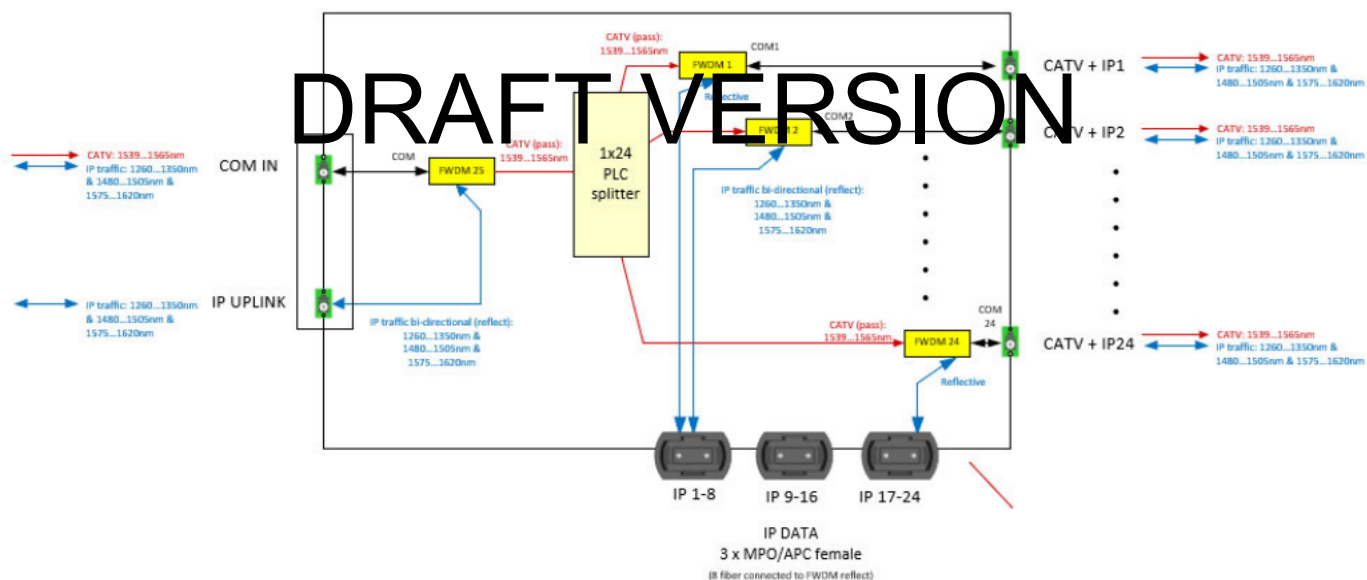 CATV (pass):
1539...1565nm
COM1
FWDM 1
CATV + IP1
CATV: 1539...1565nm
IP traffic: 1260...1350nm &
1480...1505nm & 1575...1620nm
DRAFT VERSION
Reflective
COM2
FWDM 2
CATV + IP2
CATV: 1539...1565nm
IP traffic: 1260...1350nm &
1480...1505nm & 1575...1620nm
CATV: 1539...1565nm
IP traffic: 1260...1350nm
& 1480...1505nm &
1575...1620nm
COM IN
COM
FWDM 25
CATV (pass):
1539...1565nm
1x24
PLC
splitter
IP traffic bi-directional (reflect):
1260...1350nm &
1480...1505nm &
1575...1620nm
IP traffic: 1260...1350nm
& 1480...1505nm &
1575...1620nm
IP UPLINK
IP traffic bi-directional (reflect):
1260...1350nm &
1480...1505nm &
1575...1620nm
CATV (pass):
1539...1565nm
FWDM 24
COM
24
CATV + IP24
CATV: 1539...1565nm
IP traffic: 1260...1350nm &
1480...1505nm & 1575...1620nm
Reflective
IP 1-8
IP 9-16
IP 17-24
IP DATA
3 x MPO/APC female
(8 fiber connected to FWDM reflect)